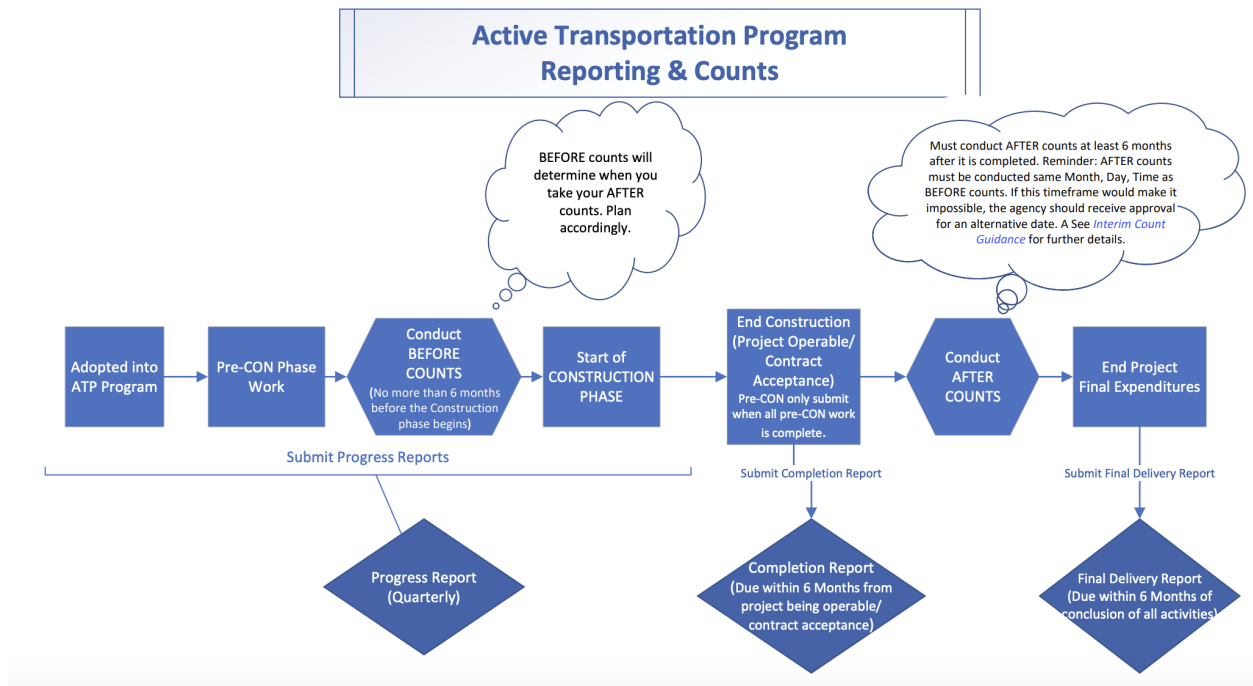 Active Transportation Program
Reporting & Counts
BEFORE counts will
determine when you
take your AFTER
counts. Plan
accordingly.
Must conduct AFTER counts at least 6 months
after it is completed. Reminder: AFTER counts
must be conducted same Month, Day, Time as
BEFORE counts. If this timeframe would make it
impossible, the agency should receive approval
for an alternative date. A See Interim Count
Guidance for further details.
Adopted into
ATP Program
Pre-CON Phase
Work
Conduct
BEFORE
COUNTS
(No more than 6 months
before the Construction
phase begins)
Start of
CONSTRUCTION
PHASE
End Construction
(Project Operable/
Contract
Acceptance)
Pre-CON only submit
when all pre-CON work
is complete.
Conduct
AFTER
COUNTS
End Project
Final Expenditures
Submit Progress Reports
Submit Completion Report
Submit Final Delivery Report
Progress Report
(Quarterly)
Completion Report
(Due within 6 Months from
project being operable/
contract acceptance)
Final Delivery Report
(Due within 6 Months of
conclusion of all activities)